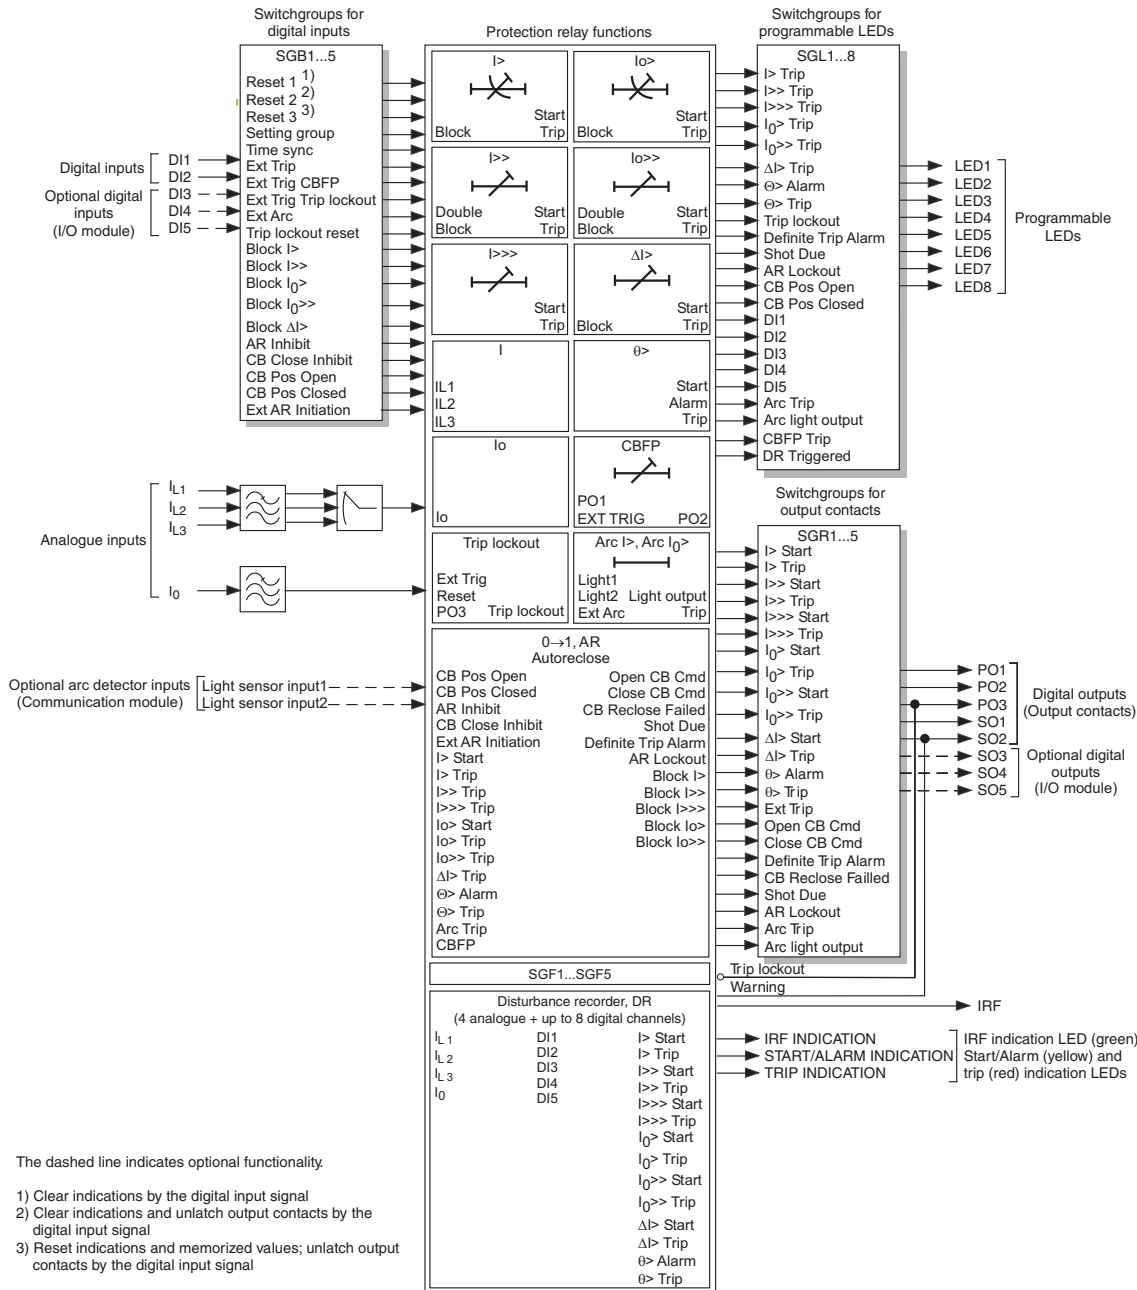 Switchgroups for
digital inputs
SGB1...5
Reset 1 1)
Reset 2 2)
Reset 3 3)
Setting group
Time sync
Ext Trip
Ext Trig CBFP
Ext Trig Trip lockout
Ext Arc
Trip lockout reset
Block I>
Block I>>
Block I0>
Block I0>>
Block ΔI>
AR Inhibit
CB Close Inhibit
CB Pos Open
CB Pos Closed
Ext AR Initiation
Digital inputs
DI1
DI2
Optional digital
inputs
(I/O module)
DI3
DI4
DI5
Analogue inputs
IL1
IL2
IL3
I0
Optional arc detector inputs
(Communication module)
Light sensor input1
Light sensor input2
Protection relay functions
I>
Start
Block Trip
Io>
Start
Block Trip
I>>
Double Start
Block Trip
Io>>
Double Start
Block Trip
I>>>
Start
Trip
ΔI>
Start
Block Trip
I
IL1
IL2
IL3
θ>
Start
Alarm
Trip
Io
Io
CBFP
PO1
EXT TRIG PO2
Trip lockout
Ext Trig
Reset
PO3 Trip lockout
Arc I>, Arc I0>
Light1
Light2 Light output
Ext Arc Trip
0→1, AR
Autoreclose
CB Pos Open
CB Pos Closed
AR Inhibit
CB Close Inhibit
Ext AR Initiation
I> Start
I> Trip
I>> Trip
I>>> Trip
Io> Start
Io> Trip
Io>> Trip
ΔI> Trip
Θ> Alarm
Θ> Trip
Arc Trip
CBFP
Open CB Cmd
Close CB Cmd
CB Reclose Failed
Shot Due
Definite Trip Alarm
AR Lockout
Block I>
Block I>>
Block I>>>
Block Io>
Block Io>>
SGF1...SGF5
Disturbance recorder, DR
(4 analogue + up to 8 digital channels)
IL 1
IL 2
IL 3
I0
DI1
DI2
DI3
DI4
DI5
I> Start
I> Trip
I>> Start
I>> Trip
I>>> Start
I>>> Trip
I0> Start
I0> Trip
I0>> Start
I0>> Trip
ΔI> Start
ΔI> Trip
θ> Alarm
θ> Trip
Switchgroups for
programmable LEDs
SGL1...8
I> Trip
I>> Trip
I>>> Trip
I0> Trip
I0>> Trip
ΔI> Trip
Θ> Alarm
Θ> Trip
Trip lockout
Definite Trip Alarm
Shot Due
AR Lockout
CB Pos Open
CB Pos Closed
DI1
DI2
DI3
DI4
DI5
Arc Trip
Arc light output
CBFP Trip
DR Triggered
LED1
LED2
LED3
LED4
LED5
LED6
LED7
LED8
Programmable
LEDs
Switchgroups for
output contacts
SGR1...5
I> Start
I> Trip
I>> Start
I>> Trip
I>>> Start
I>>> Trip
I0> Start
I0> Trip
I0>> Start
I0>> Trip
ΔI> Start
ΔI> Trip
θ> Alarm
θ> Trip
Ext Trip
Open CB Cmd
Close CB Cmd
Definite Trip Alarm
CB Reclose Failled
Shot Due
AR Lockout
Arc Trip
Arc light output
PO1
PO2
PO3
SO1
SO2
SO3
SO4
SO5
Digital outputs
(Output contacts)
Optional digital
outputs
(I/O module)
Trip lockout
Warning
IRF
IRF INDICATION
START/ALARM INDICATION
TRIP INDICATION
IRF indication LED (green)
Start/Alarm (yellow) and
trip (red) indication LEDs
The dashed line indicates optional functionality.
1) Clear indications by the digital input signal
2) Clear indications and unlatch output contacts by the
digital input signal
3) Reset indications and memorized values; unlatch output
contacts by the digital input signal